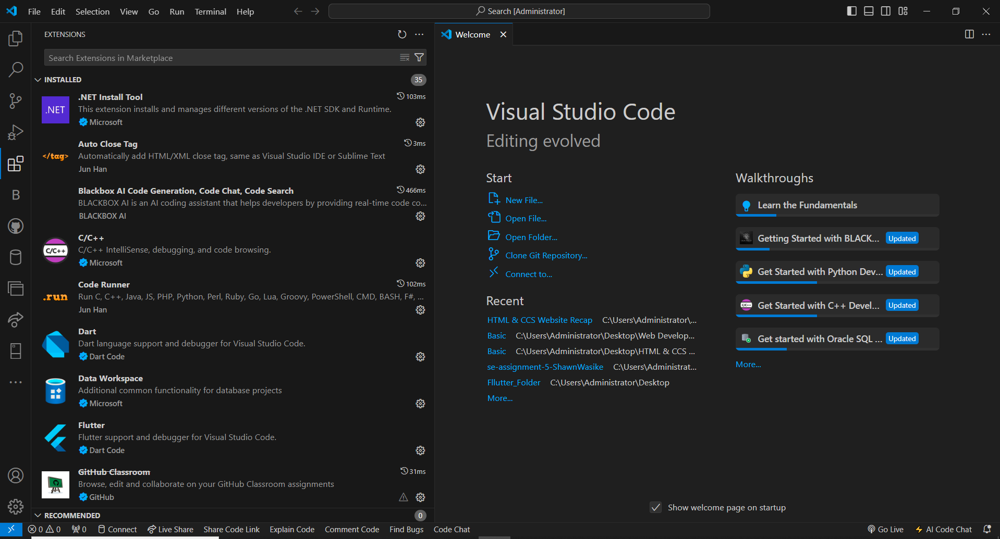 File Edit Selection View Go Run Terminal Help
Search [Administrator]
EXTENSIONS
Search Extensions in Marketplace
INSTALLED 35
.NET
.NET Install Tool 103ms
This extension installs and manages different versions of the .NET SDK and Runtime.
Microsoft
</tag>
Auto Close Tag 3ms
Automatically add HTML/XML close tag, same as Visual Studio IDE or Sublime Text
Jun Han
Blackbox AI Code Generation, Code Chat, Code Search 466ms
BLACKBOX AI is an AI coding assistant that helps developers by providing real-time code co...
BLACKBOX AI
B
C/C++
C/C++
C/C++ IntelliSense, debugging, and code browsing.
Microsoft
.run
Code Runner 102ms
Run C, C++, Java, JS, PHP, Python, Perl, Ruby, Go, Lua, Groovy, PowerShell, CMD, BASH, F#, ...
Jun Han
Dart
Dart language support and debugger for Visual Studio Code.
Dart Code
Data Workspace
Additional common functionality for database projects
Microsoft
Flutter
Flutter support and debugger for Visual Studio Code.
Dart Code
GitHub Classroom 31ms
Browse, edit and collaborate on your GitHub Classroom assignments
GitHub
RECOMMENDED 0
Welcome
Visual Studio Code
Editing evolved
Start
New File...
Open File...
Open Folder...
Clone Git Repository...
Connect to...
Recent
HTML & CCS Website Recap C:\Users\Administrator\...
Basic C:\Users\Administrator\Desktop\Web Develop...
Basic C:\Users\Administrator\Desktop\HTML & CCS ...
se-assignment-5-ShawnWasike C:\Users\Administrat...
Fllutter_Folder C:\Users\Administrator\Desktop
More...
Walkthroughs
Learn the Fundamentals
Getting Started with BLACK... Updated
Get Started with Python Dev... Updated
C/C++
Get Started with C++ Devel... Updated
Get started with Oracle SQL ... Updated
More...
Show welcome page on startup
0 0 0 Connect Live Share Share Code Link Explain Code Comment Code Find Bugs Code Chat Go Live AI Code Chat